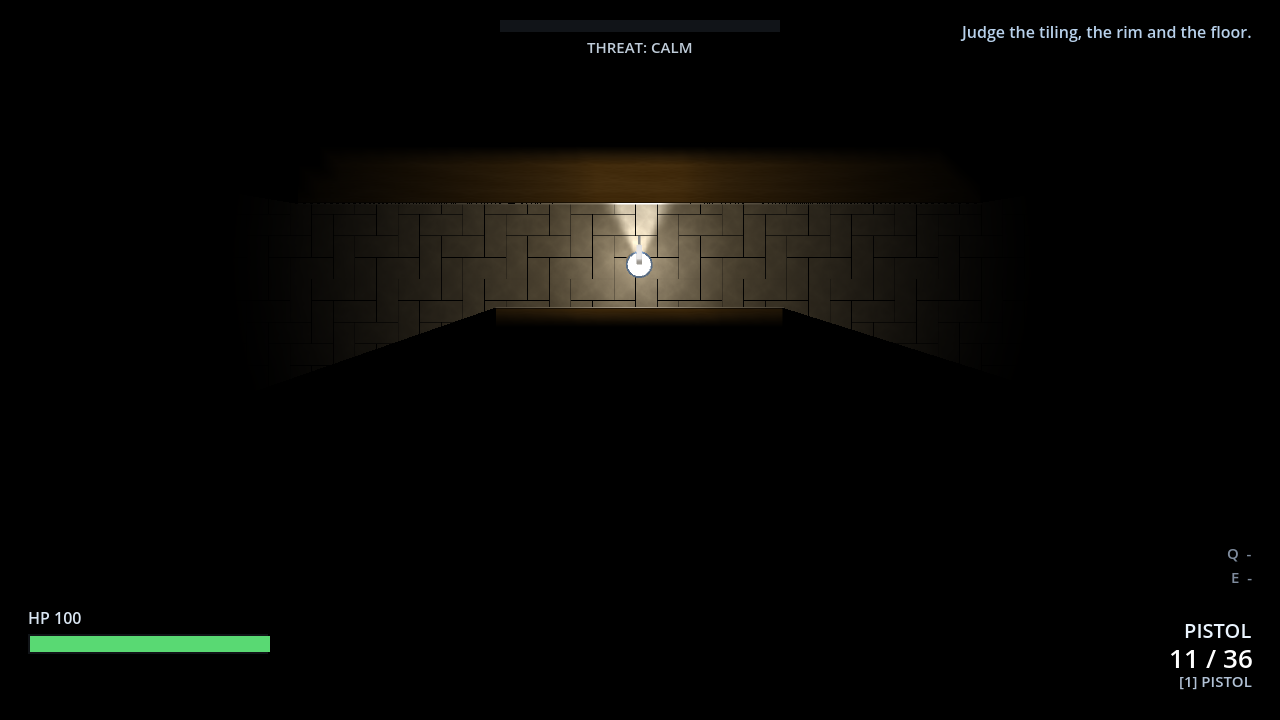 THREAT: CALM
Judge the tiling, the rim and the floor.
Q -
E -
HP 100
PISTOL
11 / 36
[1] PISTOL